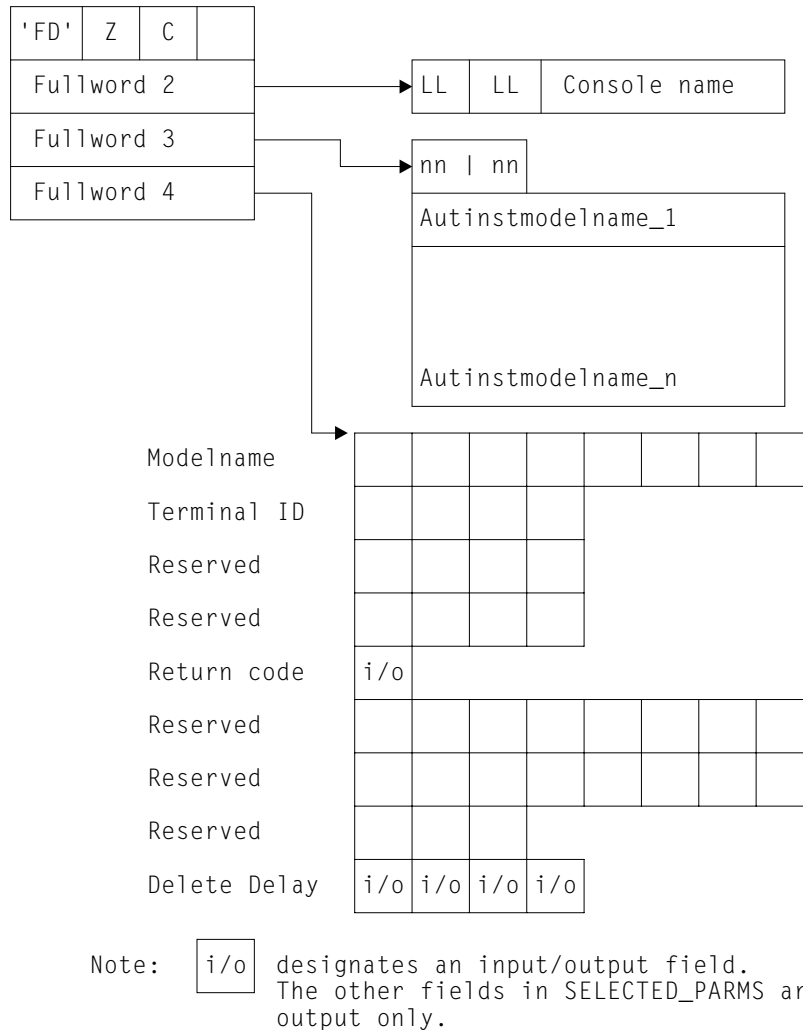 'FD' Z C
Fullword 2
LL LL Console name
Fullword 3
nn | nn
Fullword 4
Autinstmodelname_1
Autinstmodelname_n
Modelname
Terminal ID
Reserved
Reserved
Return code i/o
Reserved
Reserved
Reserved
Delete Delay i/o i/o i/o i/o
Note: i/o designates an input/output field.
The other fields in SELECTED_PARMS
output only.